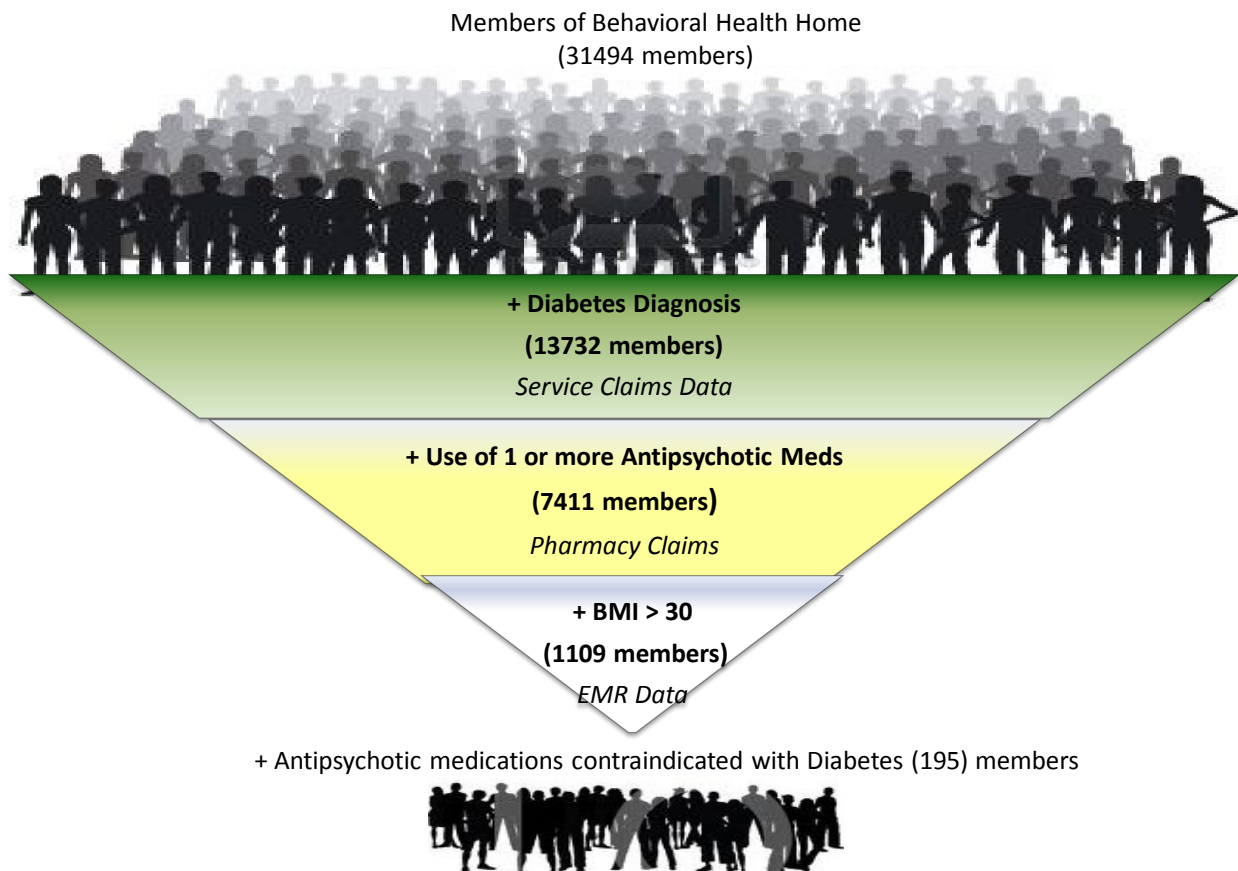 Members of Behavioral Health Home
(31494 members)
+ Diabetes Diagnosis
(13732 members)
Service Claims Data
+ Use of 1 or more Antipsychotic Meds
(7411 members)
Pharmacy Claims
+ BMI > 30
(1109 members)
EMR Data
+ Antipsychotic medications contraindicated with Diabetes (195) members